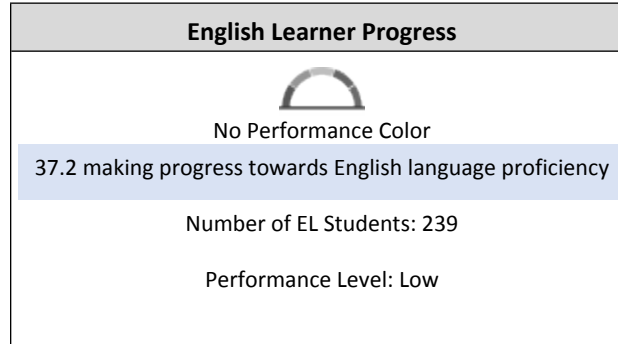 English Learner Progress
No Performance Color
37.2 making progress towards English language proficiency
Number of EL Students: 239
Performance Level: Low